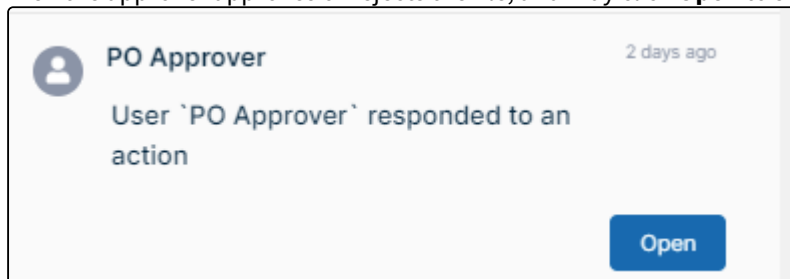 PO Approver
2 days ago
User `PO Approver` responded to an
action
Open